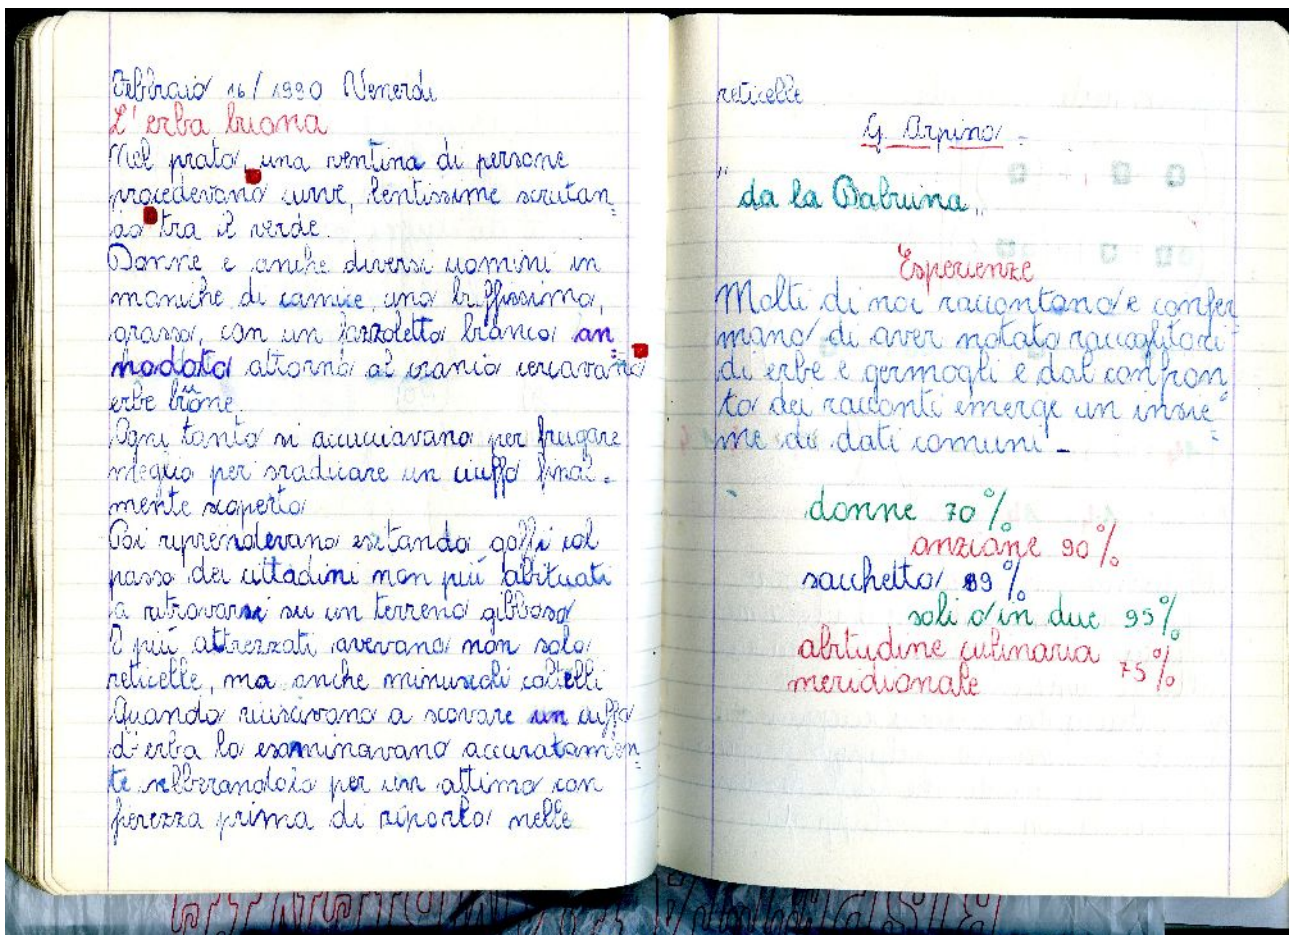 Febbraio 16/1990 Venerdi
L'erba buona
Nel prato, una ventina di persone
procedevano curve, lentissime scrutan=
do tra il verde.
Donne e anche diversi uomini in
maniche di camice, uno buffissimo,
grasso, con un fazzoletto bianco an=
nodato attorno al cranio cercavano
erbe buone.
Ogni tanto si accucciavano per frugare
meglio per sradicare un ciuffo final=
mente scoperto
Poi riprendevano esitando goffi col
passo dei cittadini non più abituati
a ritrovarsi su un terreno gibboso
I più attrezzati avevano non solo
reticelle, ma anche minuscoli coltelli
Quando riuscivano a scovare un ciuffo
d'erba lo esaminavano accuratamen=
te per un attimo con
fierezza prima di riporlo nelle
reticelle
G. Arpino -
"da la Babuina"
Esperienze
Molti di noi raccontano e confer=
mano di aver notato raccoglitori
di erbe e germogli e dal confron
to dei racconti emerge un insie=
me di dati comuni -
donne 70%
anziane 90%
sacchetto 99%
soli o in due 95%
abitudine culinaria
meridionale 75%